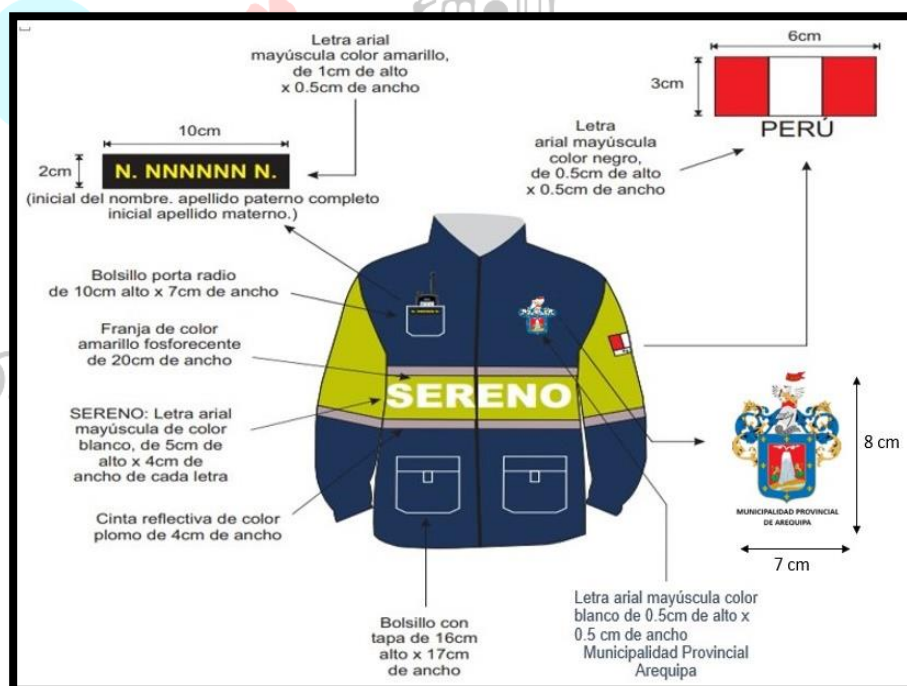 Letra arial
mayúscula color amarillo,
de 1cm de alto
x 0.5cm de ancho
10cm
2cm
N. NNNNNN N.
(inicial del nombre. apellido paterno completo
inicial apellido materno.)
6cm
3cm
PERÚ
Letra
arial mayúscula
color negro,
de 0.5cm de alto
x 0.5cm de ancho
Bolsillo porta radio
de 10cm alto x 7cm de ancho
Franja de color
amarillo fosforecente
de 20cm de ancho
SERENO: Letra arial
mayúscula de color
blanco, de 5cm de
alto x 4cm de
ancho de cada letra
Cinta reflectiva de color
plomo de 4cm de ancho
N. NNNNNN N.
SERENO
8 cm
MUNICIPALIDAD PROVINCIAL
DE AREQUIPA
7 cm
Bolsillo con
tapa de 16cm
alto x 17cm
de ancho
Letra arial mayúscula color
blanco de 0.5cm de alto x
0.5 cm de ancho
Municipalidad Provincial
Arequipa